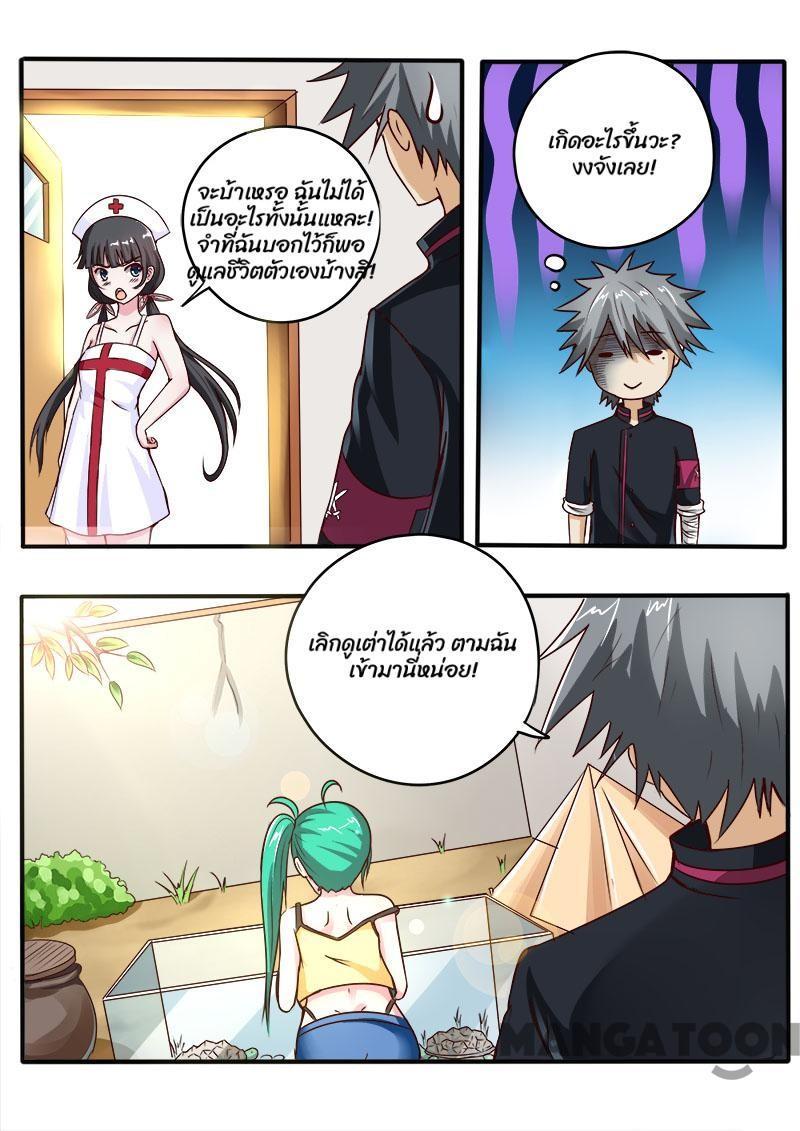 จะบ้าเหรอ ฉันไม่ได้
เป็นอะไรทั้งนั้นแหละ!
จำที่ฉันบอกไว้ก็พอ
ดูแลชีวิตตัวเองบ้างสิ!
เกิดอะไรขึ้นวะ?
งงจังเลย!
เลิกดูเต่าได้แล้ว ตามฉัน
เข้ามานี่หน่อย!
MANGATOON